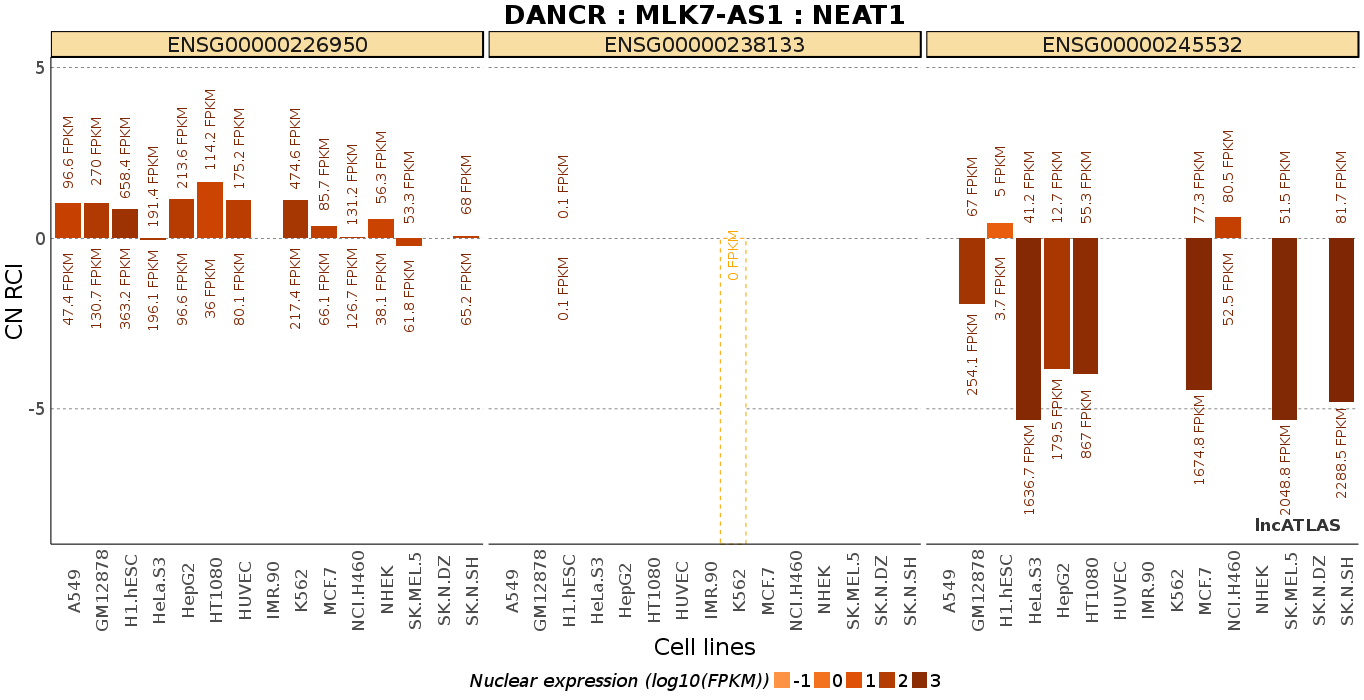 DANCR : MLK7-AS1 : NEAT1
ENSG00000226950
ENSG00000238133
ENSG00000245532
CN RCI
5
0
-5
96.6 FPKM
270 FPKM
658.4 FPKM
191.4 FPKM
213.6 FPKM
114.2 FPKM
175.2 FPKM
474.6 FPKM
85.7 FPKM
131.2 FPKM
56.3 FPKM
53.3 FPKM
68 FPKM
47.4 FPKM
130.7 FPKM
363.2 FPKM
196.1 FPKM
96.6 FPKM
36 FPKM
80.1 FPKM
217.4 FPKM
66.1 FPKM
126.7 FPKM
38.1 FPKM
61.8 FPKM
65.2 FPKM
0.1 FPKM
0.1 FPKM
0 FPKM
67 FPKM
5 FPKM
41.2 FPKM
12.7 FPKM
55.3 FPKM
77.3 FPKM
80.5 FPKM
51.5 FPKM
81.7 FPKM
254.1 FPKM
3.7 FPKM
1636.7 FPKM
179.5 FPKM
867 FPKM
1674.8 FPKM
52.5 FPKM
2048.8 FPKM
2288.5 FPKM
lncATLAS
A549
GM12878
H1.hESC
HeLa.S3
HepG2
HT1080
HUVEC
IMR.90
K562
MCF.7
NCI.H460
NHEK
SK.MEL.5
SK.N.DZ
SK.N.SH
A549
GM12878
H1.hESC
HeLa.S3
HepG2
HT1080
HUVEC
IMR.90
K562
MCF.7
NCI.H460
NHEK
SK.MEL.5
SK.N.DZ
SK.N.SH
A549
GM12878
H1.hESC
HeLa.S3
HepG2
HT1080
HUVEC
IMR.90
K562
MCF.7
NCI.H460
NHEK
SK.MEL.5
SK.N.DZ
SK.N.SH
Cell lines
Nuclear expression (log10(FPKM)) -1 0 1 2 3